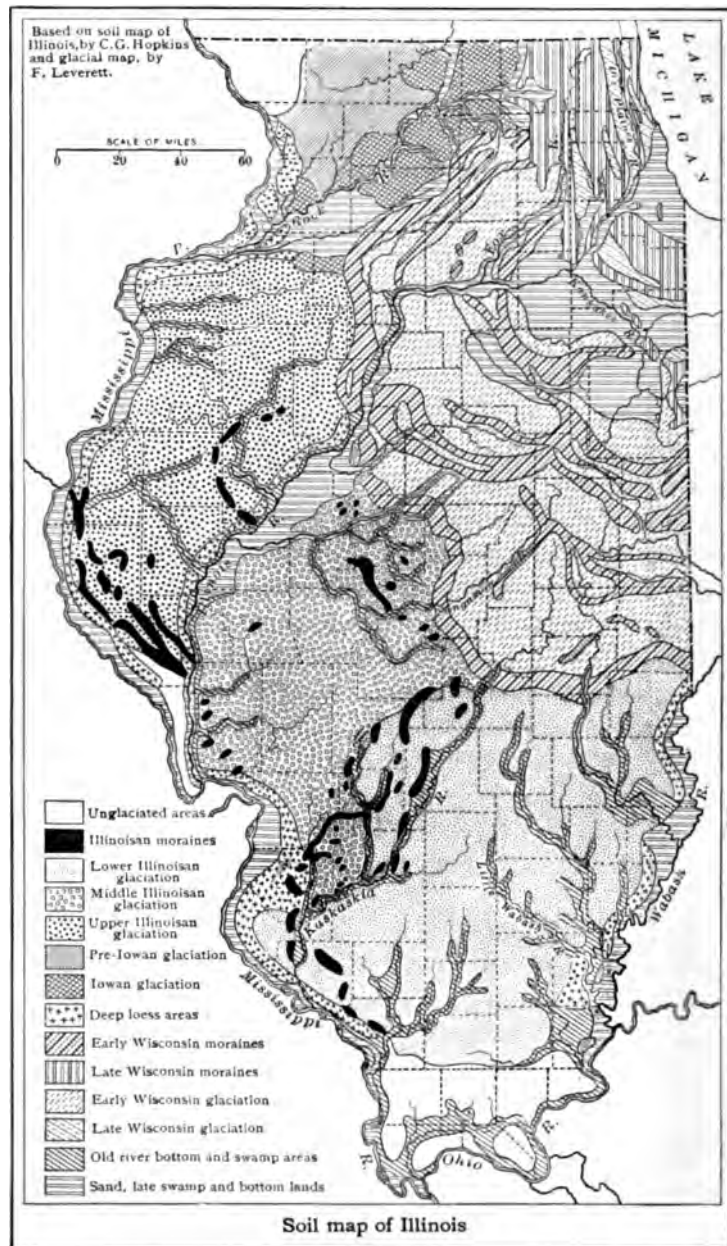 Based on soil map of
Illinois, by C.G. Hopkins
and glacial map, by
F. Leverett.
LAKE
MICHIGAN
SCALE OF MILES
0 20 40 60
Rock
R.
Mississippi
Kaskaskia
R.
Little Wabash R.
Wabash
R.
Mississippi
R.
Ohio
R.
Unglaciated areas
Illinoisan moraines
Lower Illinoisan
glaciation
Middle Illinoisan
glaciation
Upper Illinoisan
glaciation
Pre-Iowan glaciation
Iowan glaciation
Deep loess areas
Early Wisconsin moraines
Late Wisconsin moraines
Early Wisconsin glaciation
Late Wisconsin glaciation
Old river bottom and swamp areas
Sand, late swamp and bottom lands
Soil map of Illinois